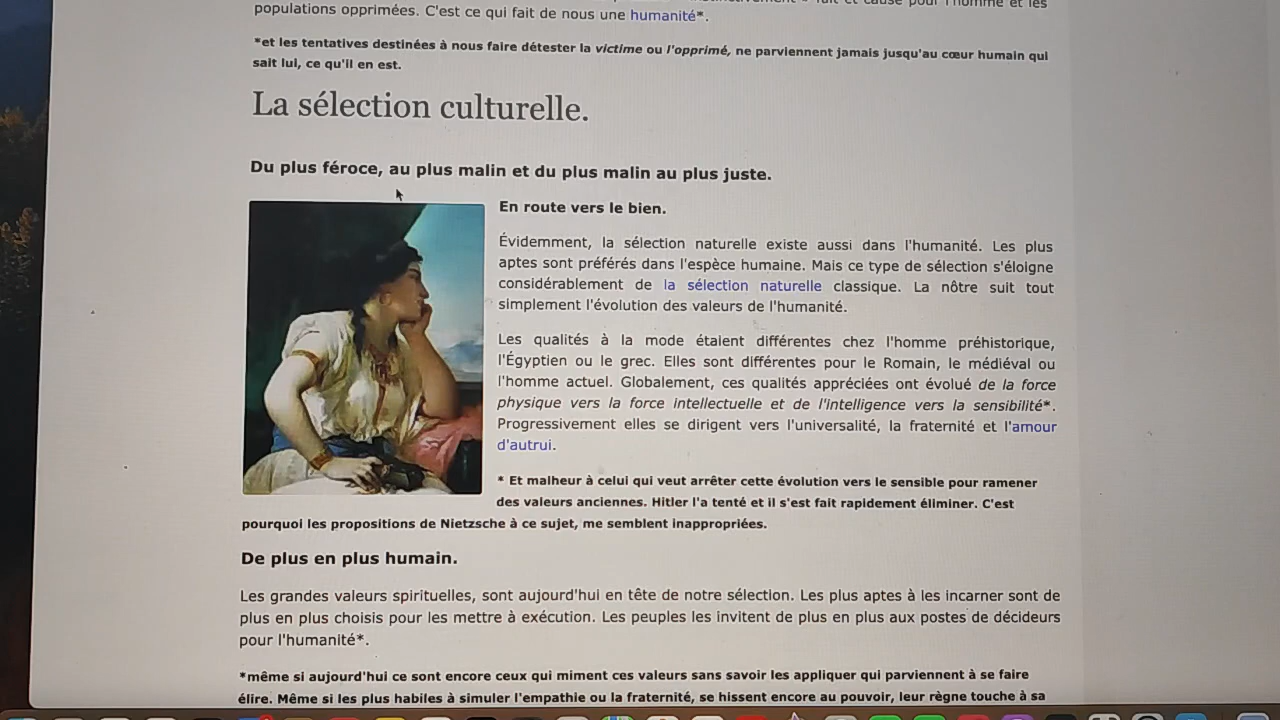 fait et cause pour l'homme et les
populations opprimées. C'est ce qui fait de nous une humanité*.
*et les tentatives destinées à nous faire détester la victime ou l'opprimé, ne parviennent jamais jusqu'au cœur humain qui
sait lui, ce qu'il en est.
La sélection culturelle.
Du plus féroce, au plus malin et du plus malin au plus juste.
En route vers le bien.
Évidemment, la sélection naturelle existe aussi dans l'humanité. Les plus
aptes sont préférés dans l'espèce humaine. Mais ce type de sélection s'éloigne
considérablement de la sélection naturelle classique. La nôtre suit tout
simplement l'évolution des valeurs de l'humanité.
Les qualités à la mode étaient différentes chez l'homme préhistorique,
l'Égyptien ou le grec. Elles sont différentes pour le Romain, le médiéval ou
l'homme actuel. Globalement, ces qualités appréciées ont évolué de la force
physique vers la force intellectuelle et de l'intelligence vers la sensibilité*.
Progressivement elles se dirigent vers l'universalité, la fraternité et l'amour
d'autrui.
* Et malheur à celui qui veut arrêter cette évolution vers le sensible pour ramener
des valeurs anciennes. Hitler l'a tenté et il s'est fait rapidement éliminer. C'est
pourquoi les propositions de Nietzsche à ce sujet, me semblent inappropriées.
De plus en plus humain.
Les grandes valeurs spirituelles, sont aujourd'hui en tête de notre sélection. Les plus aptes à les incarner sont de
plus en plus choisis pour les mettre à exécution. Les peuples les invitent de plus en plus aux postes de décideurs
pour l'humanité*.
*même si aujourd'hui ce sont encore ceux qui miment ces valeurs sans savoir les appliquer qui parviennent à se faire
élire. Même si les plus habiles à simuler l'empathie ou la fraternité, se hissent encore au pouvoir, leur règne touche à sa